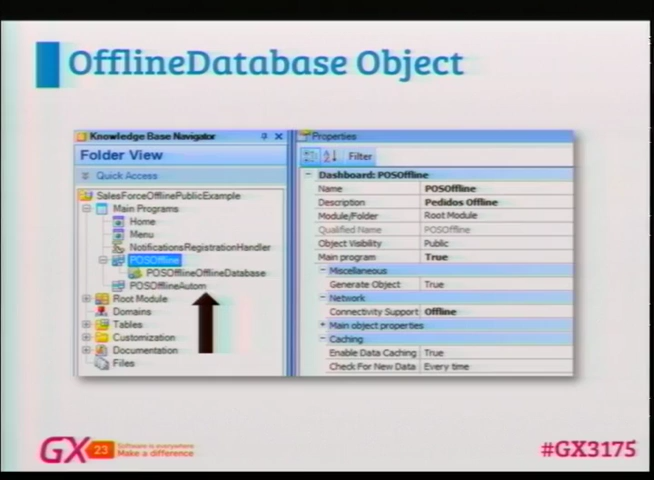 OfflineDatabase Object
Knowledge Base Navigator
Folder View
Quick Access
SalesForceOfflinePublicExample
Main Programs
Home
Menu
NotificationsRegistrationHandler
POSOffline
POSOfflineOfflineDatabase
POSOfflineAutom
Root Module
Domains
Tables
Customization
Documentation
Files
Properties
Filter
Dashboard: POSOffline
Name POSOffline
Description Pedidos Offline
Module/Folder Root Module
Qualified Name POSOffline
Object Visibility Public
Main program True
Miscellaneous
Generate Object True
Network
Connectivity Support Offline
Main object properties
Caching
Enable Data Caching True
Check For New Data Every time
GX 23 Software is everywhere
Make a difference
#GX3175